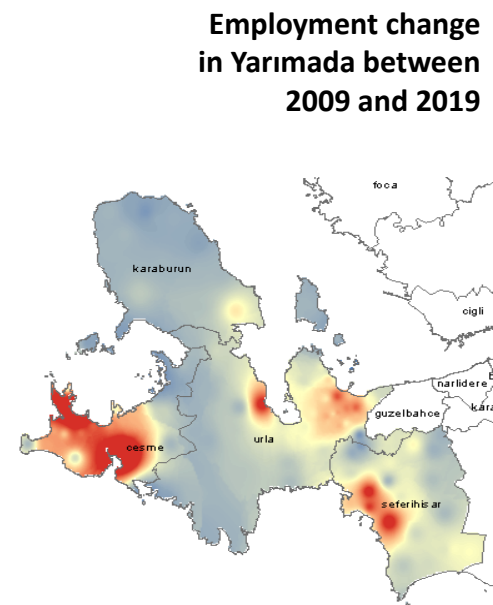 Employment change
in Yarımada between
2009 and 2019
foca
karaburun
cigli
narlidere
guzelbahce
cesme
urla
seferihisar